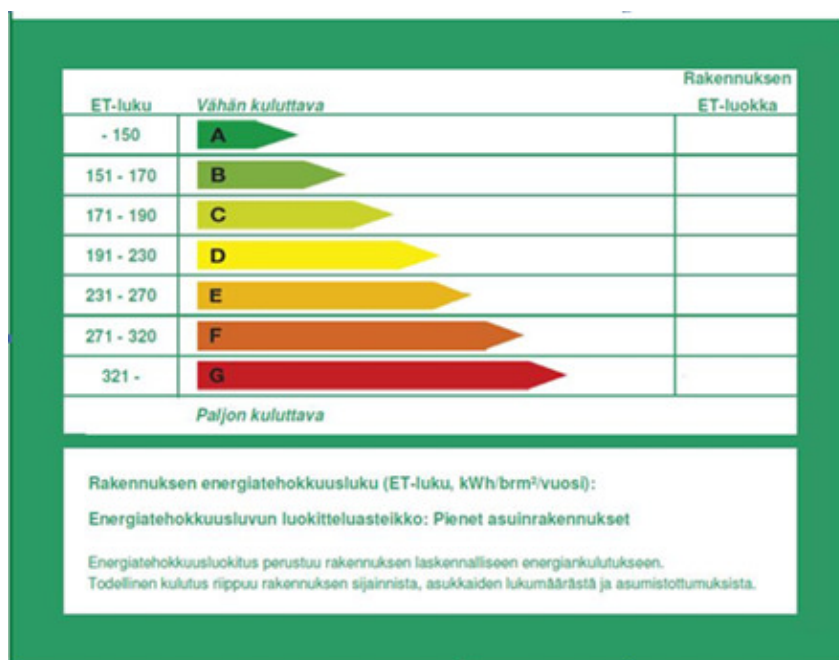 Rakennuksen
ET-luku Vähän kuluttava ET-luokka
- 150 A
151 - 170 B
171 - 190 C
191 - 230 D
231 - 270 E
271 - 320 F
321 - G
Paljon kuluttava
Rakennuksen energiatehokkuusluku (ET-luku, kWh/brm²/vuosi):
Energiatehokkuusluvun luokitteluasteikko: Pienet asuinrakennukset
Energiatehokkuusluokitus perustuu rakennuksen laskennalliseen energiankulutukseen.
Todellinen kulutus riippuu rakennuksen sijainnista, asukkaiden lukumäärästä ja asumistottumuksista.